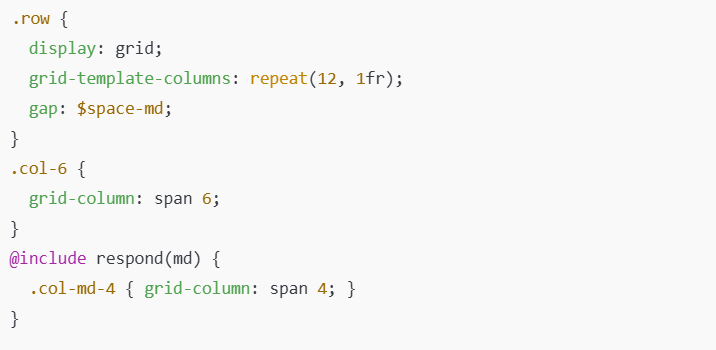 .row {
  display: grid;
  grid-template-columns: repeat(12, 1fr);
  gap: $space-md;
}
.col-6 {
  grid-column: span 6;
}
@include respond(md) {
  .col-md-4 { grid-column: span 4; }
}